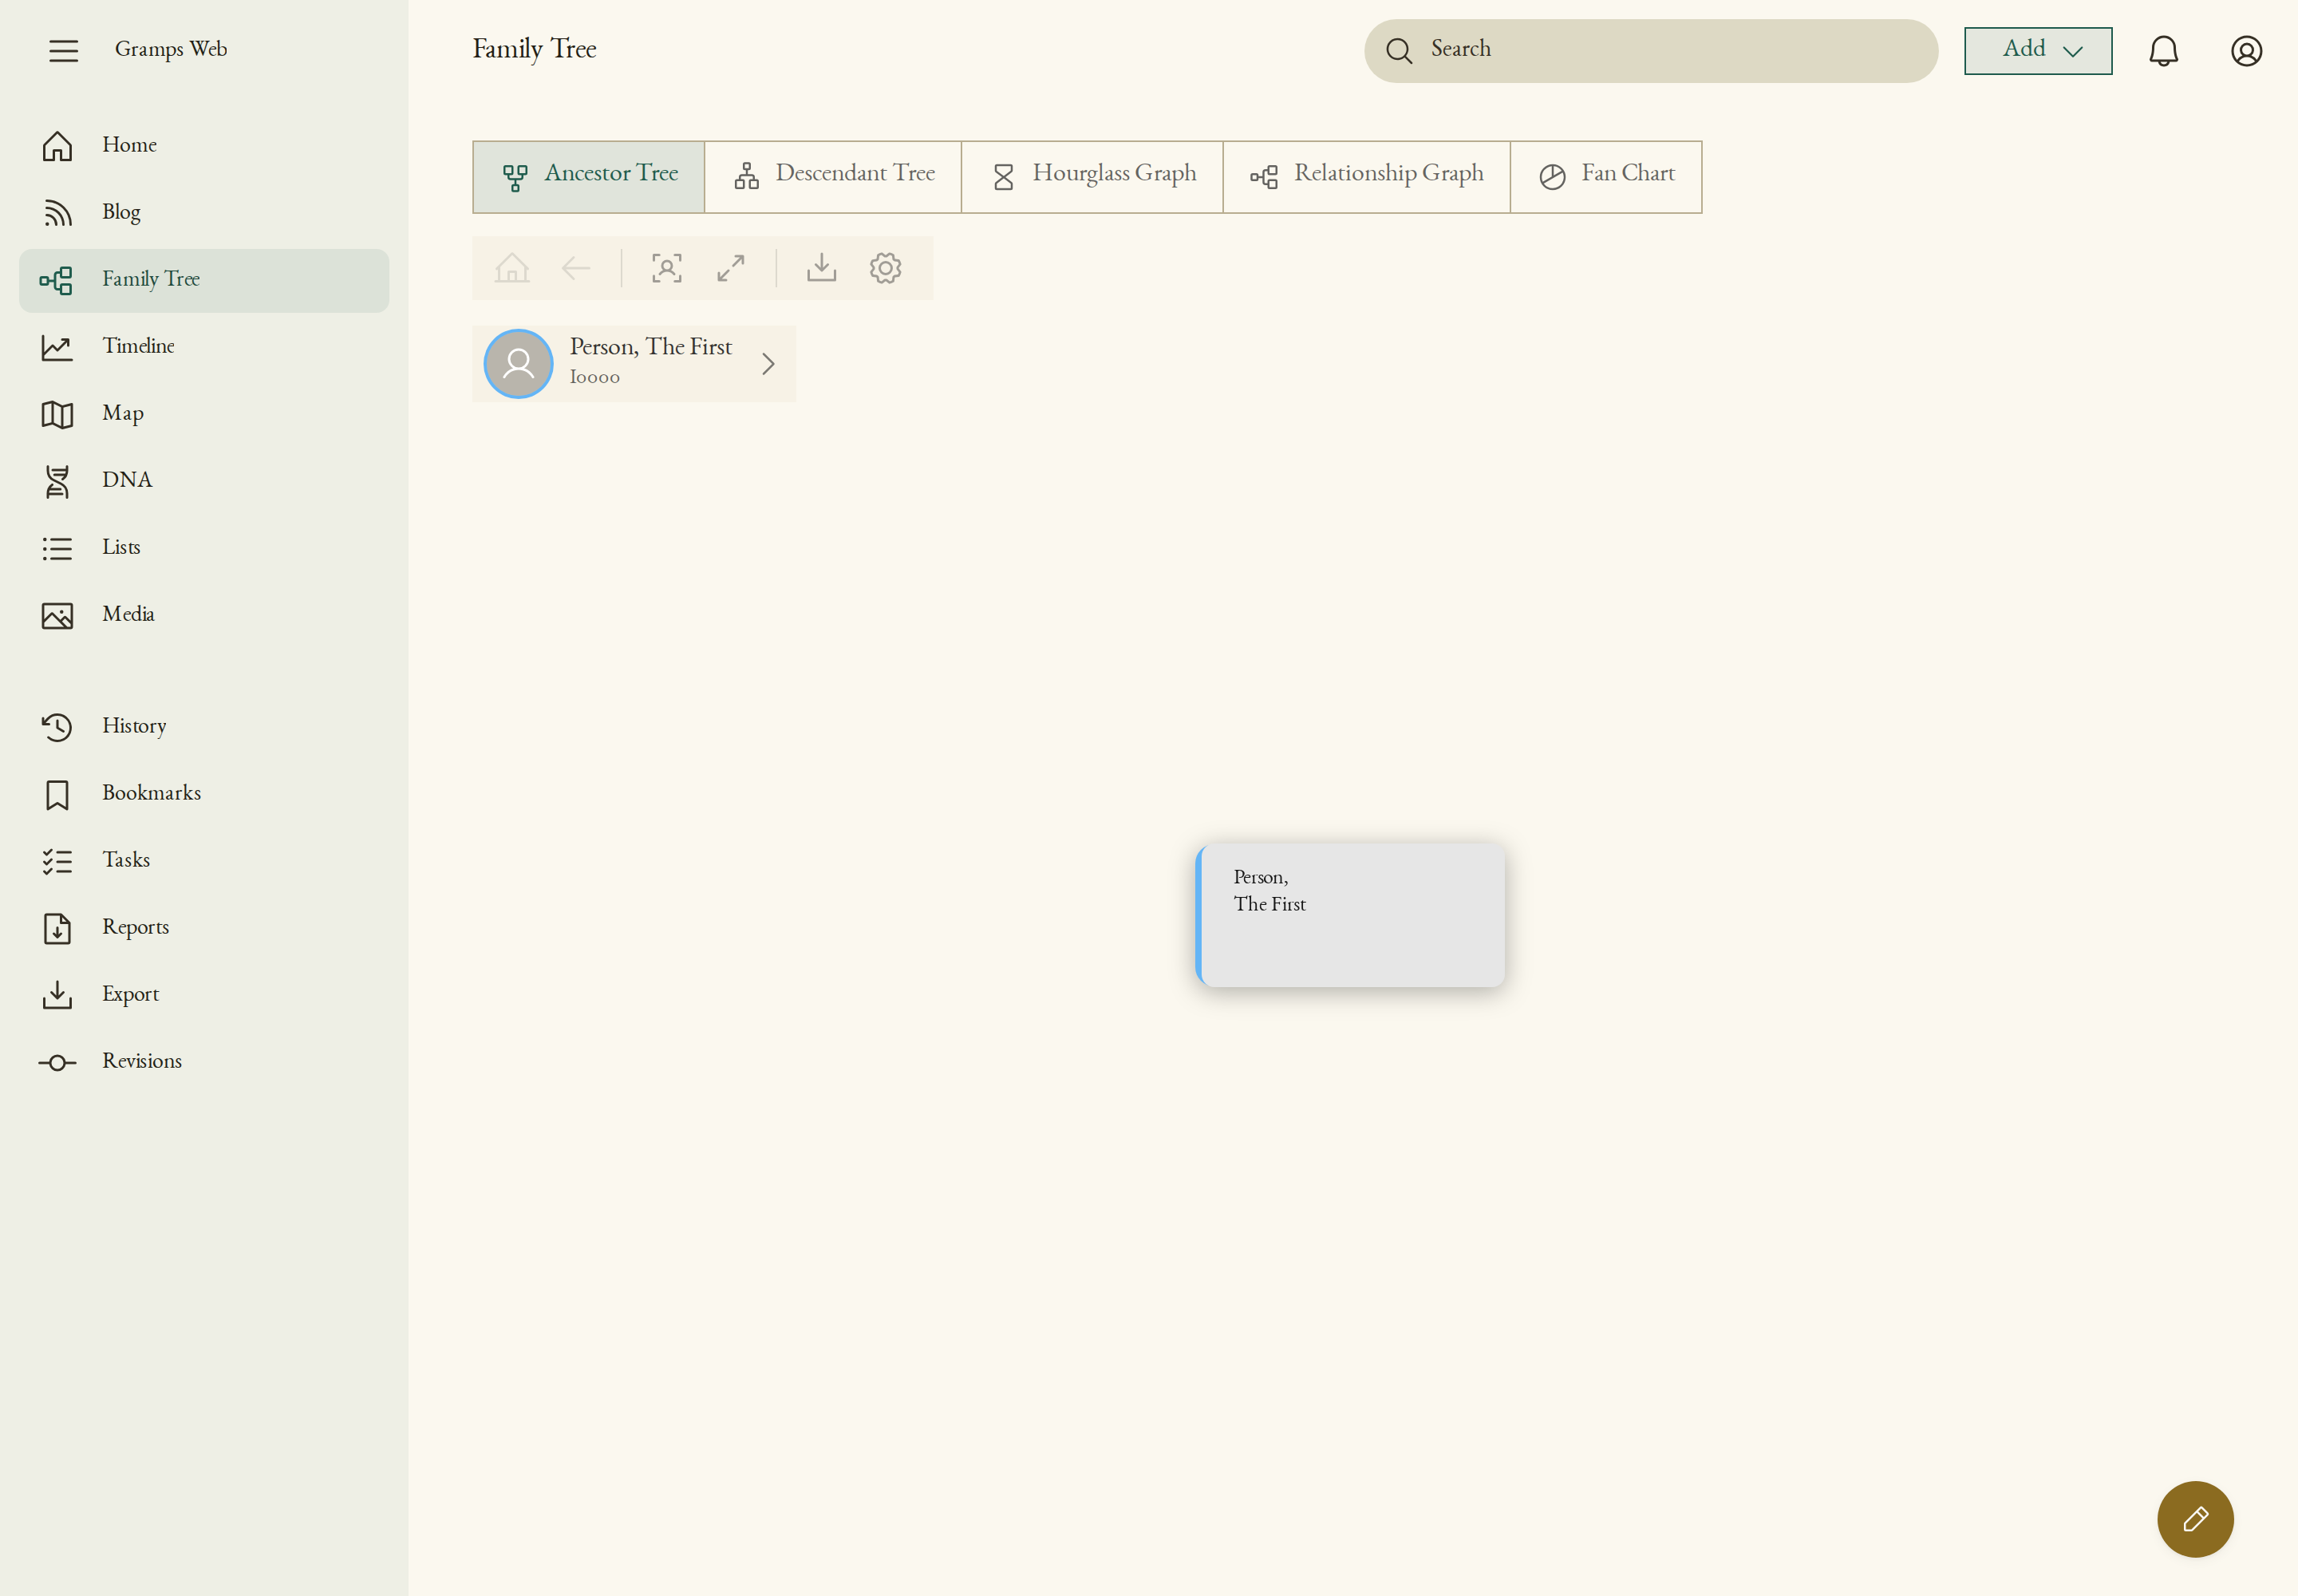 Gramps Web
Family Tree
Search
Add
Home
Blog
Family Tree
Timeline
Map
DNA
Lists
Media
History
Bookmarks
Tasks
Reports
Export
Revisions
Ancestor Tree
Descendant Tree
Hourglass Graph
Relationship Graph
Fan Chart
Person, The First
I0000
Person,
The First